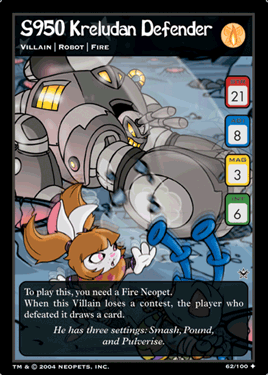 S950 Kreludan Defender
VILLAIN | ROBOT | FIRE
21
8
MAG
3
6
To play this, you need a Fire Neopet.
When this Villain loses a contest, the player who
defeated it draws a card.
He has three settings: Smash, Pound,
and Pulverise.
TM & © 2004 NEOPETS, INC.
62/100